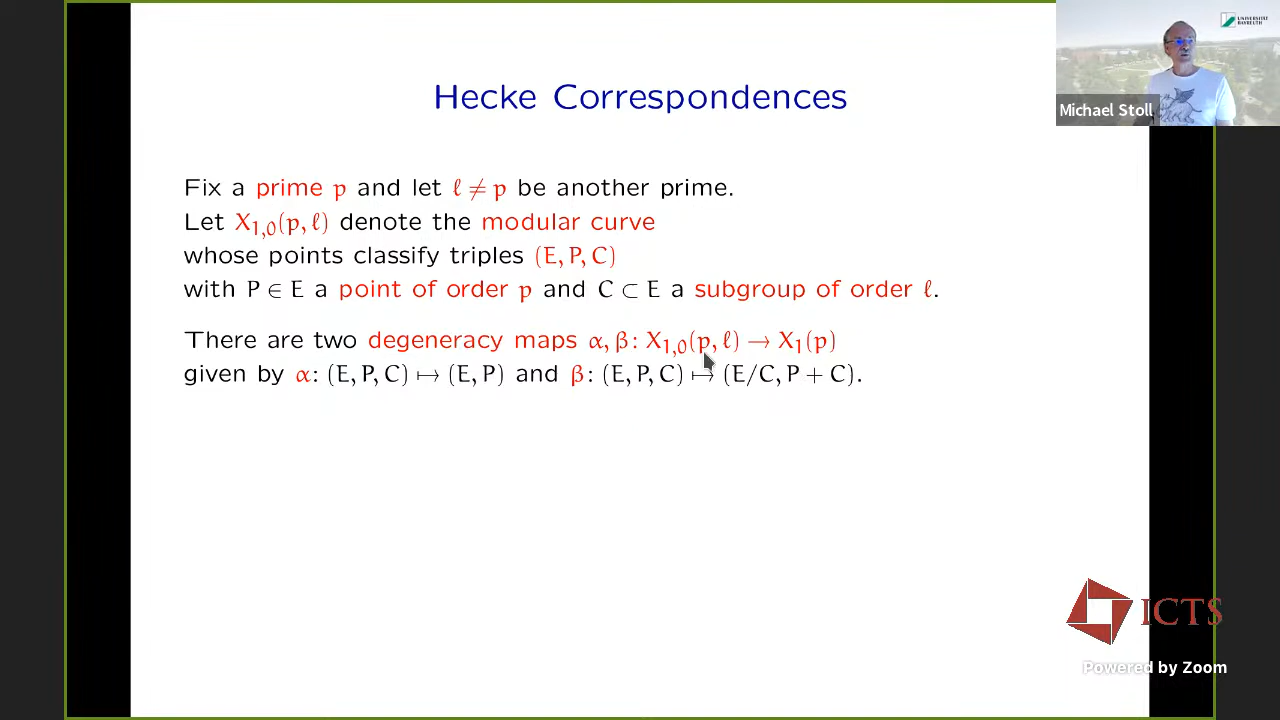 Hecke Correspondences
Fix a prime p and let ℓ ≠ p be another prime.
Let X₁,₀(p, ℓ) denote the modular curve
whose points classify triples (E, P, C)
with P ∈ E a point of order p and C ⊂ E a subgroup of order ℓ.
There are two degeneracy maps α, β: X₁,₀(p, ℓ) → X₁(p)
given by α: (E, P, C) ↦ (E, P) and β: (E, P, C) ↦ (E/C, P + C).
UNIVERSITÄT
BAYREUTH
Michael Stoll
ICTS
Powered by Zoom